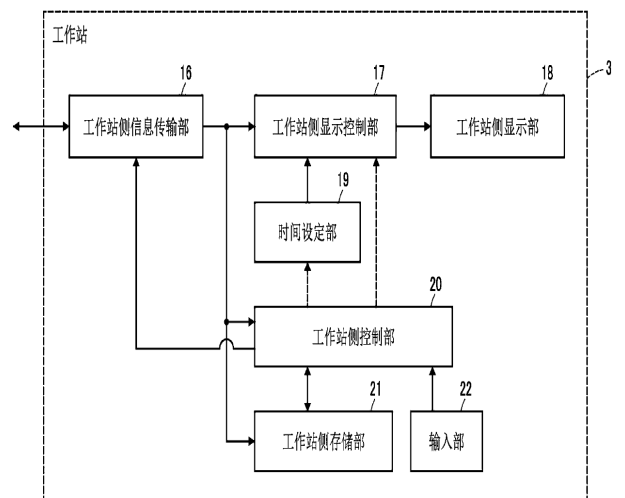 工作站
3
16
17
18
工作站侧信息传输部
工作站侧显示控制部
工作站侧显示部
19
时间设定部
20
工作站侧控制部
21
22
工作站侧存储部
输入部